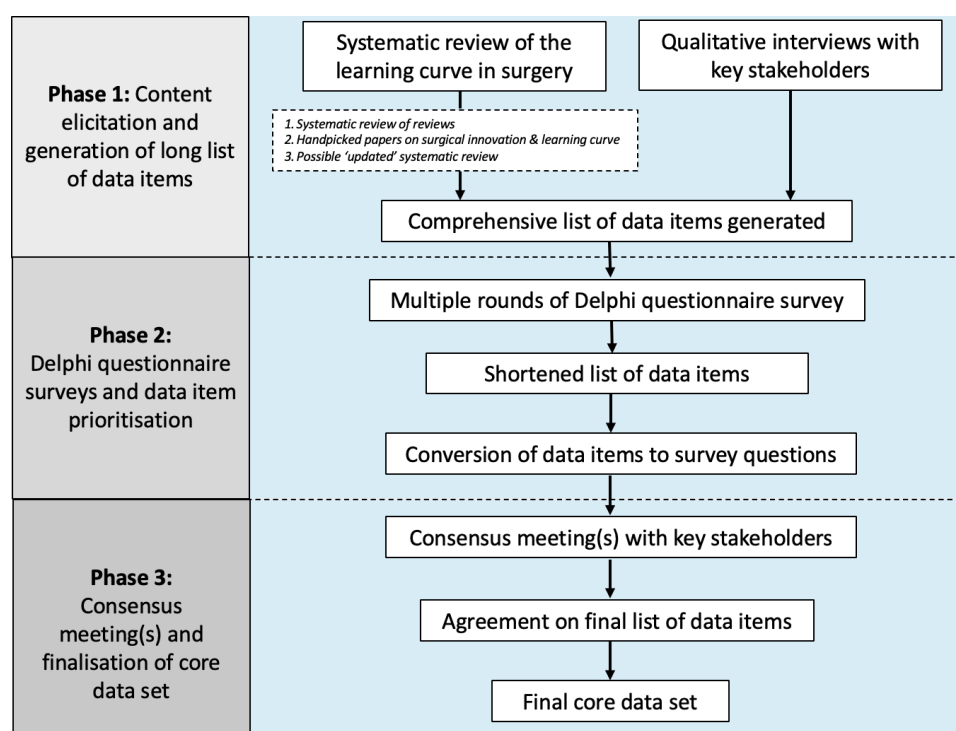 Phase 1: Content
elicitation and
generation of long list
of data items
Systematic review of the
learning curve in surgery
Qualitative interviews with
key stakeholders
1. Systematic review of reviews
2. Handpicked papers on surgical innovation & learning curve
3. Possible ‘updated’ systematic review
Comprehensive list of data items generated
Phase 2:
Delphi questionnaire
surveys and data item
prioritisation
Multiple rounds of Delphi questionnaire survey
Shortened list of data items
Conversion of data items to survey questions
Phase 3:
Consensus
meeting(s) and
finalisation of core
data set
Consensus meeting(s) with key stakeholders
Agreement on final list of data items
Final core data set